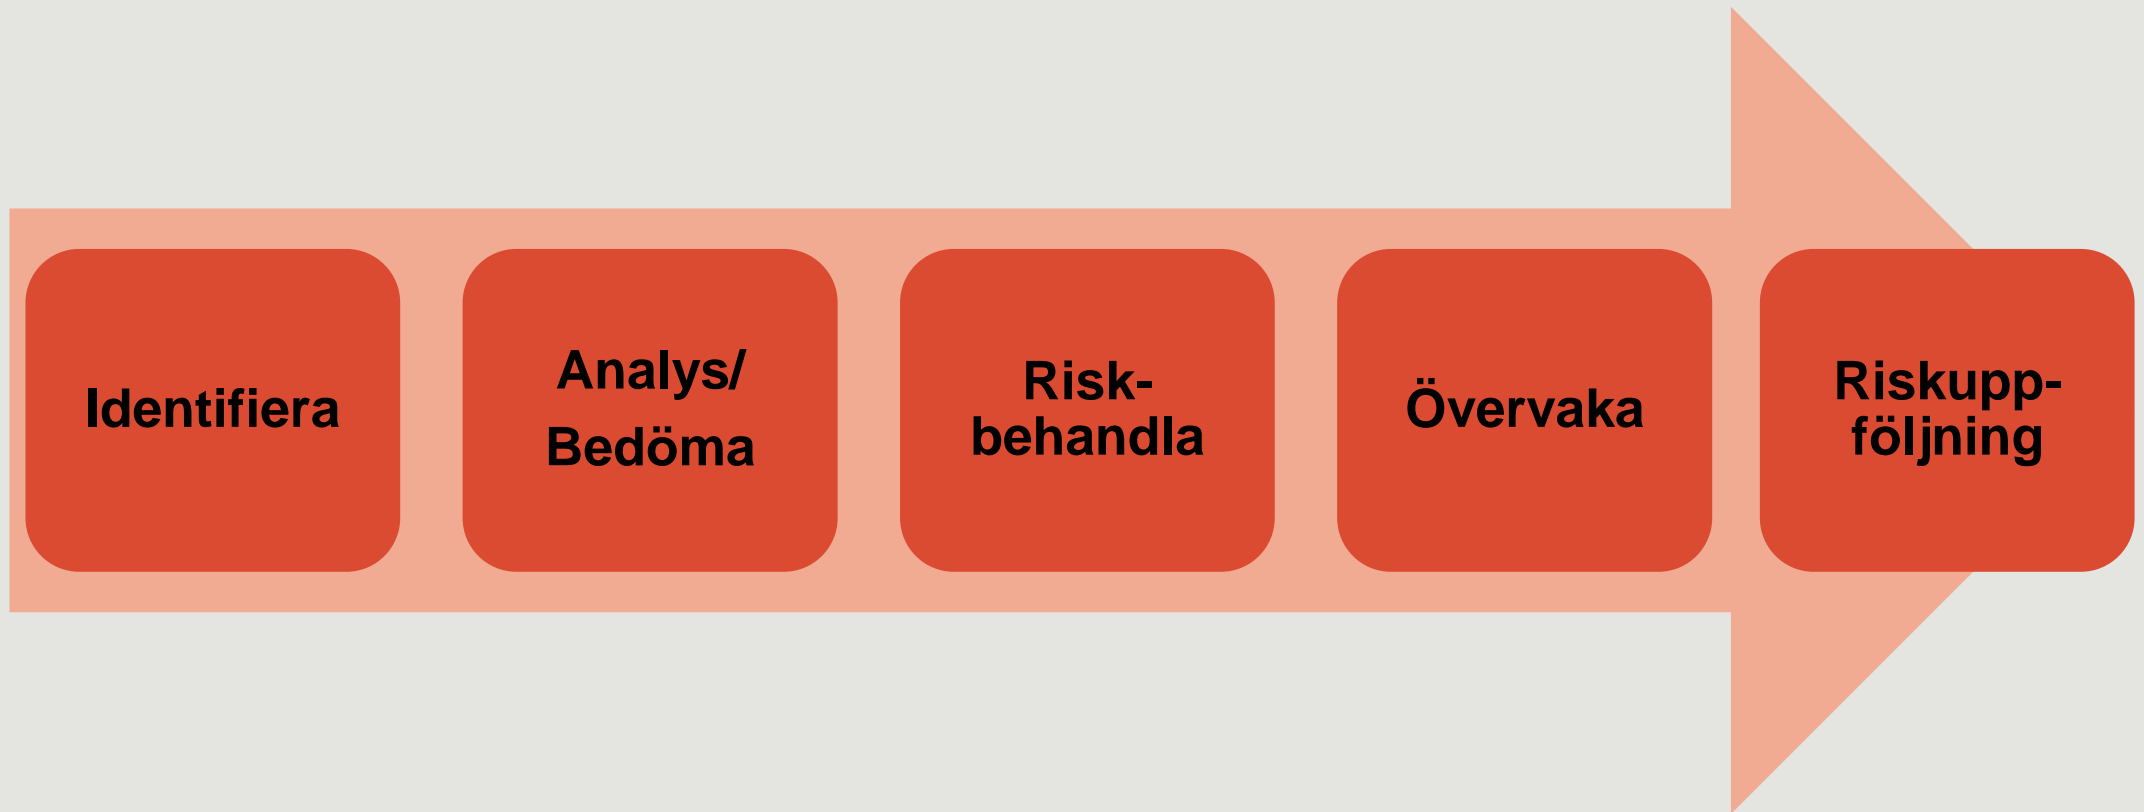 Identifiera
Analys/
Bedöma
Risk-
behandla
Övervaka
Riskupp-
följning